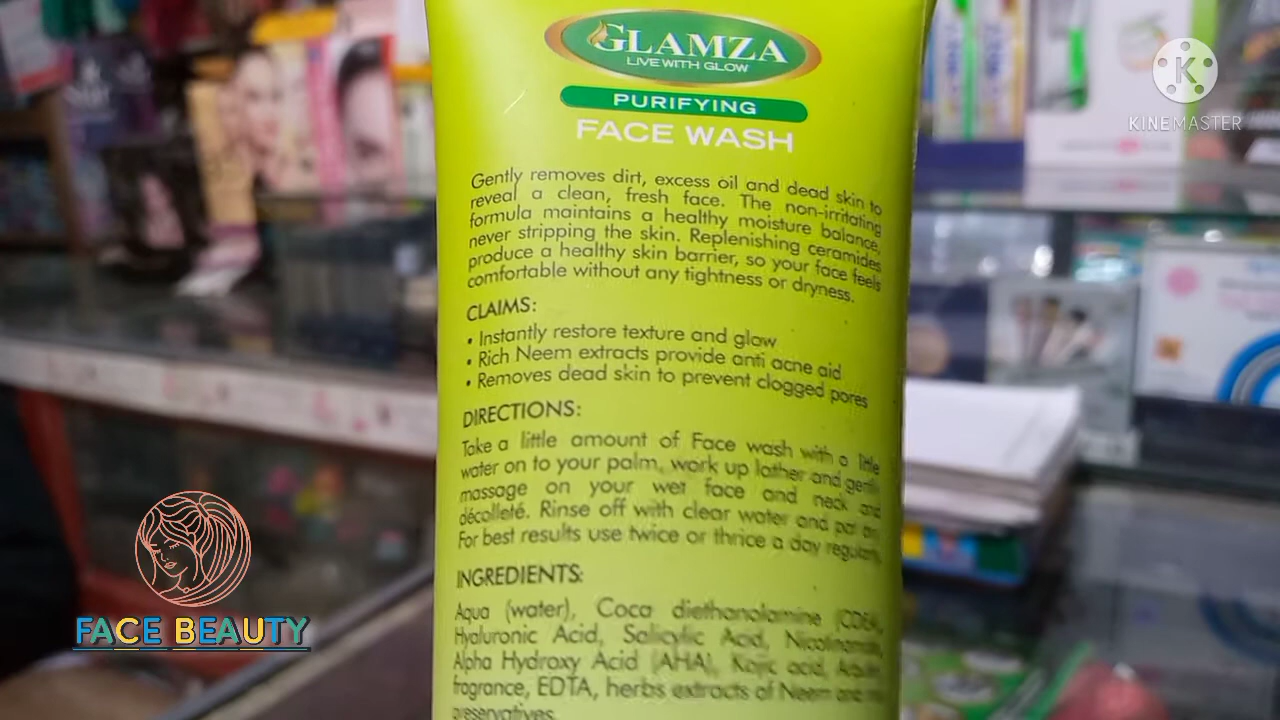 GLAMZA
LIVE WITH GLOW
PURIFYING
FACE WASH
Gently removes dirt, excess oil and dead skin to
reveal a clean, fresh face. The non-irritating
formula maintains a healthy moisture balance,
never stripping the skin. Replenishing ceramides
produce a healthy skin barrier, so your face feels
comfortable without any tightness or dryness.
CLAIMS:
• Instantly restore texture and glow
• Rich Neem extracts provide anti acne aid
• Removes dead skin to prevent clogged pores
DIRECTIONS:
Take a little amount of Face wash with a little
water on to your palm, work up lather and
massage on your wet face and neck and
décolleté. Rinse off with clear water and pat
For best results use twice or thrice a day
INGREDIENTS:
Aqua (water), Coca diethanolamine (CDEA),
Hyaluronic Acid, Salicylic Acid,
Alpha Hydroxy Acid (AHA), Kojic acid,
fragrance, EDTA, herbs extracts of Neem and
preservatives.
K
KINEMASTER
FACE BEAUTY